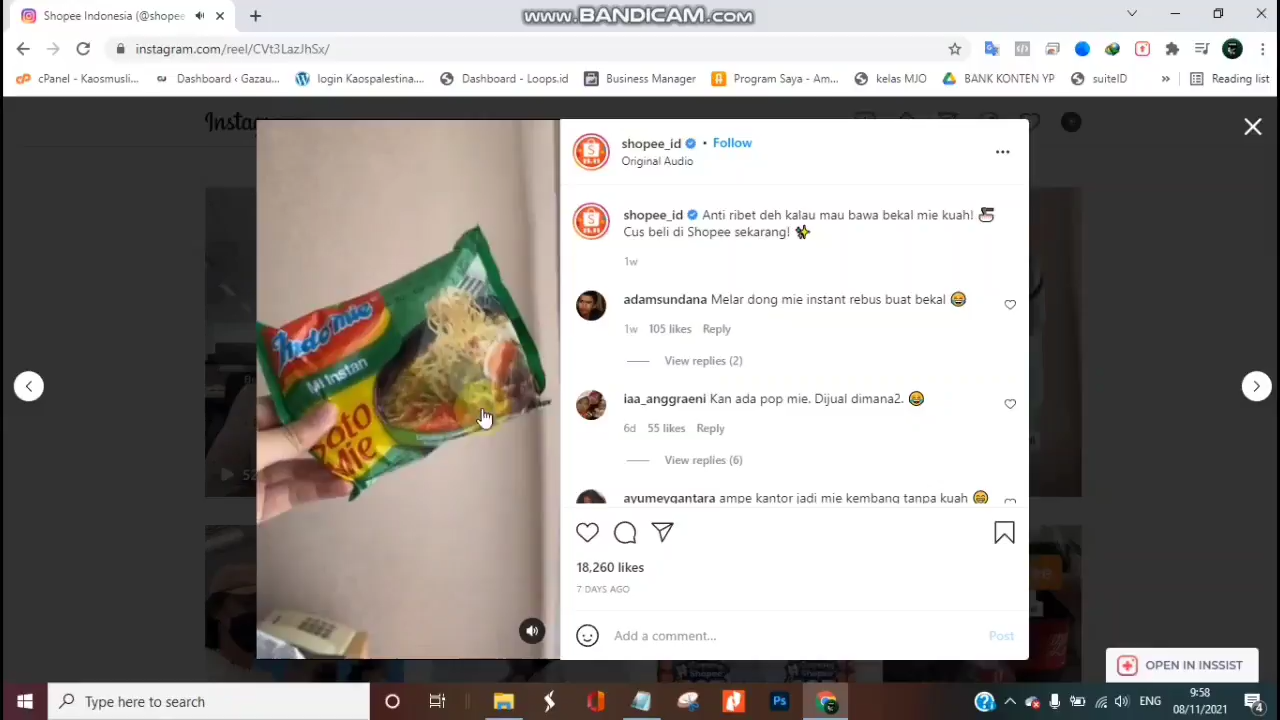 Shopee Indonesia (@shopee
www.BANDICAM.com
instagram.com/reel/CVt3LazJhSx/
cPanel - Kaosmusli...
Dashboard ‹ Gazau...
login Kaospalestina....
Dashboard - Loops.id
Business Manager
Program Saya - Am...
kelas MJO
BANK KONTEN YP
suiteID
»
Reading list
Insta
shopee_id • Follow
Original Audio
shopee_id Anti ribet deh kalau mau bawa bekal mie kuah! 🍜
Cus beli di Shopee sekarang! ✨
1w
adamsundana Melar dong mie instant rebus buat bekal 😂
1w 105 likes Reply
View replies (2)
iaa_anggraeni Kan ada pop mie. Dijual dimana2. 😂
6d 55 likes Reply
View replies (6)
ayumeygantara ampe kantor jadi mie kembang tanpa kuah 😁
18,260 likes
7 DAYS AGO
Add a comment...
Post
Indomie
Mi Instan
Soto
Mie
52
OPEN IN INSSIST
Type here to search
Ps
ENG
9:58
08/11/2021
4